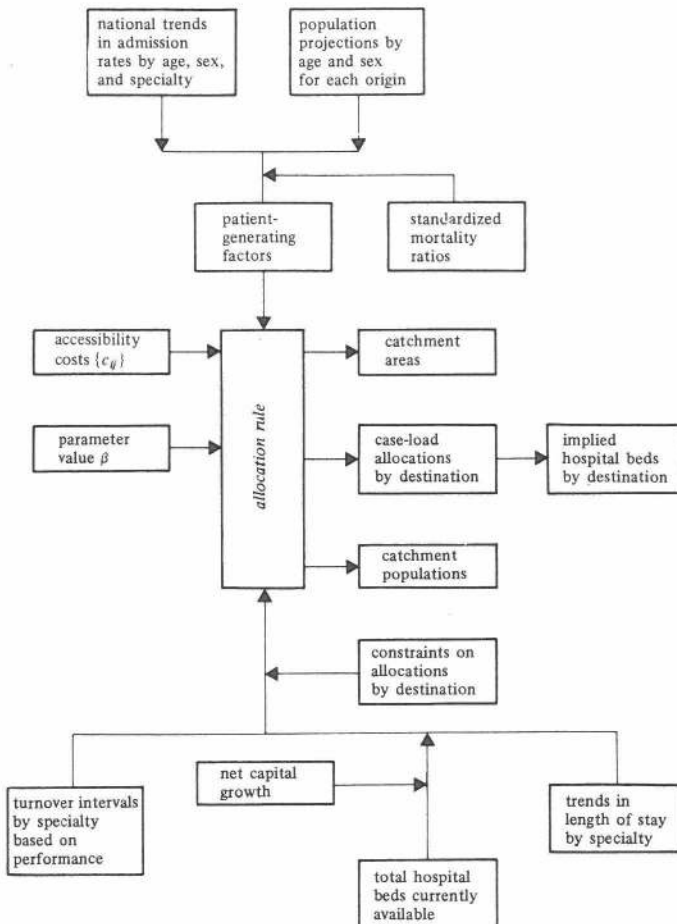 national trends
in admission
rates by age, sex,
and specialty
population
projections by
age and sex
for each origin
patient-
generating
factors
standardized
mortality
ratios
accessibility
costs {c_ij}
parameter
value β
allocation rule
catchment
areas
case-load
allocations
by destination
implied
hospital beds
by destination
catchment
populations
constraints on
allocations
by destination
net capital
growth
turnover intervals
by specialty
based on
performance
total hospital
beds currently
available
trends in
length of stay
by specialty